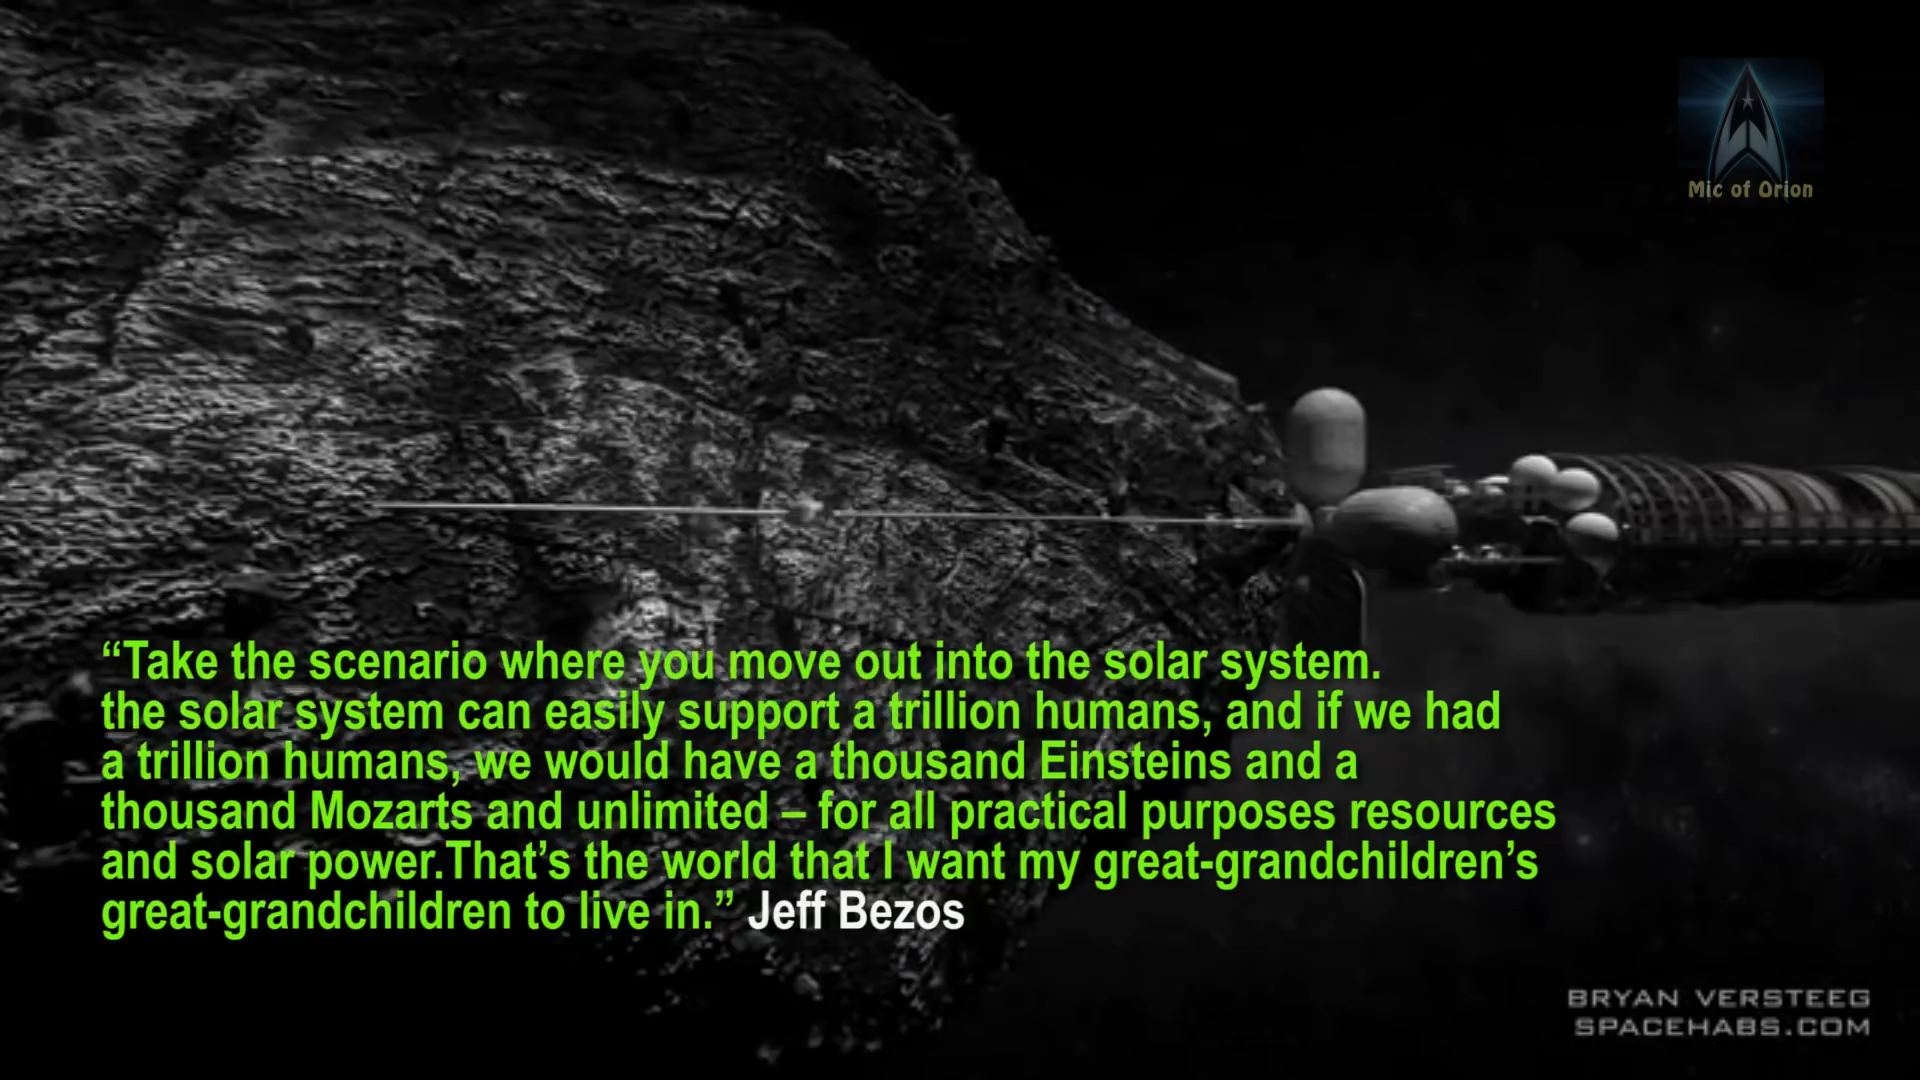 Mic of Orion
“Take the scenario where you move out into the solar system.
the solar system can easily support a trillion humans, and if we had
a trillion humans, we would have a thousand Einsteins and a
thousand Mozarts and unlimited – for all practical purposes resources
and solar power.That’s the world that I want my great-grandchildren’s
great-grandchildren to live in.” Jeff Bezos
BRYAN VERSTEEG
SPACEHABS.COM